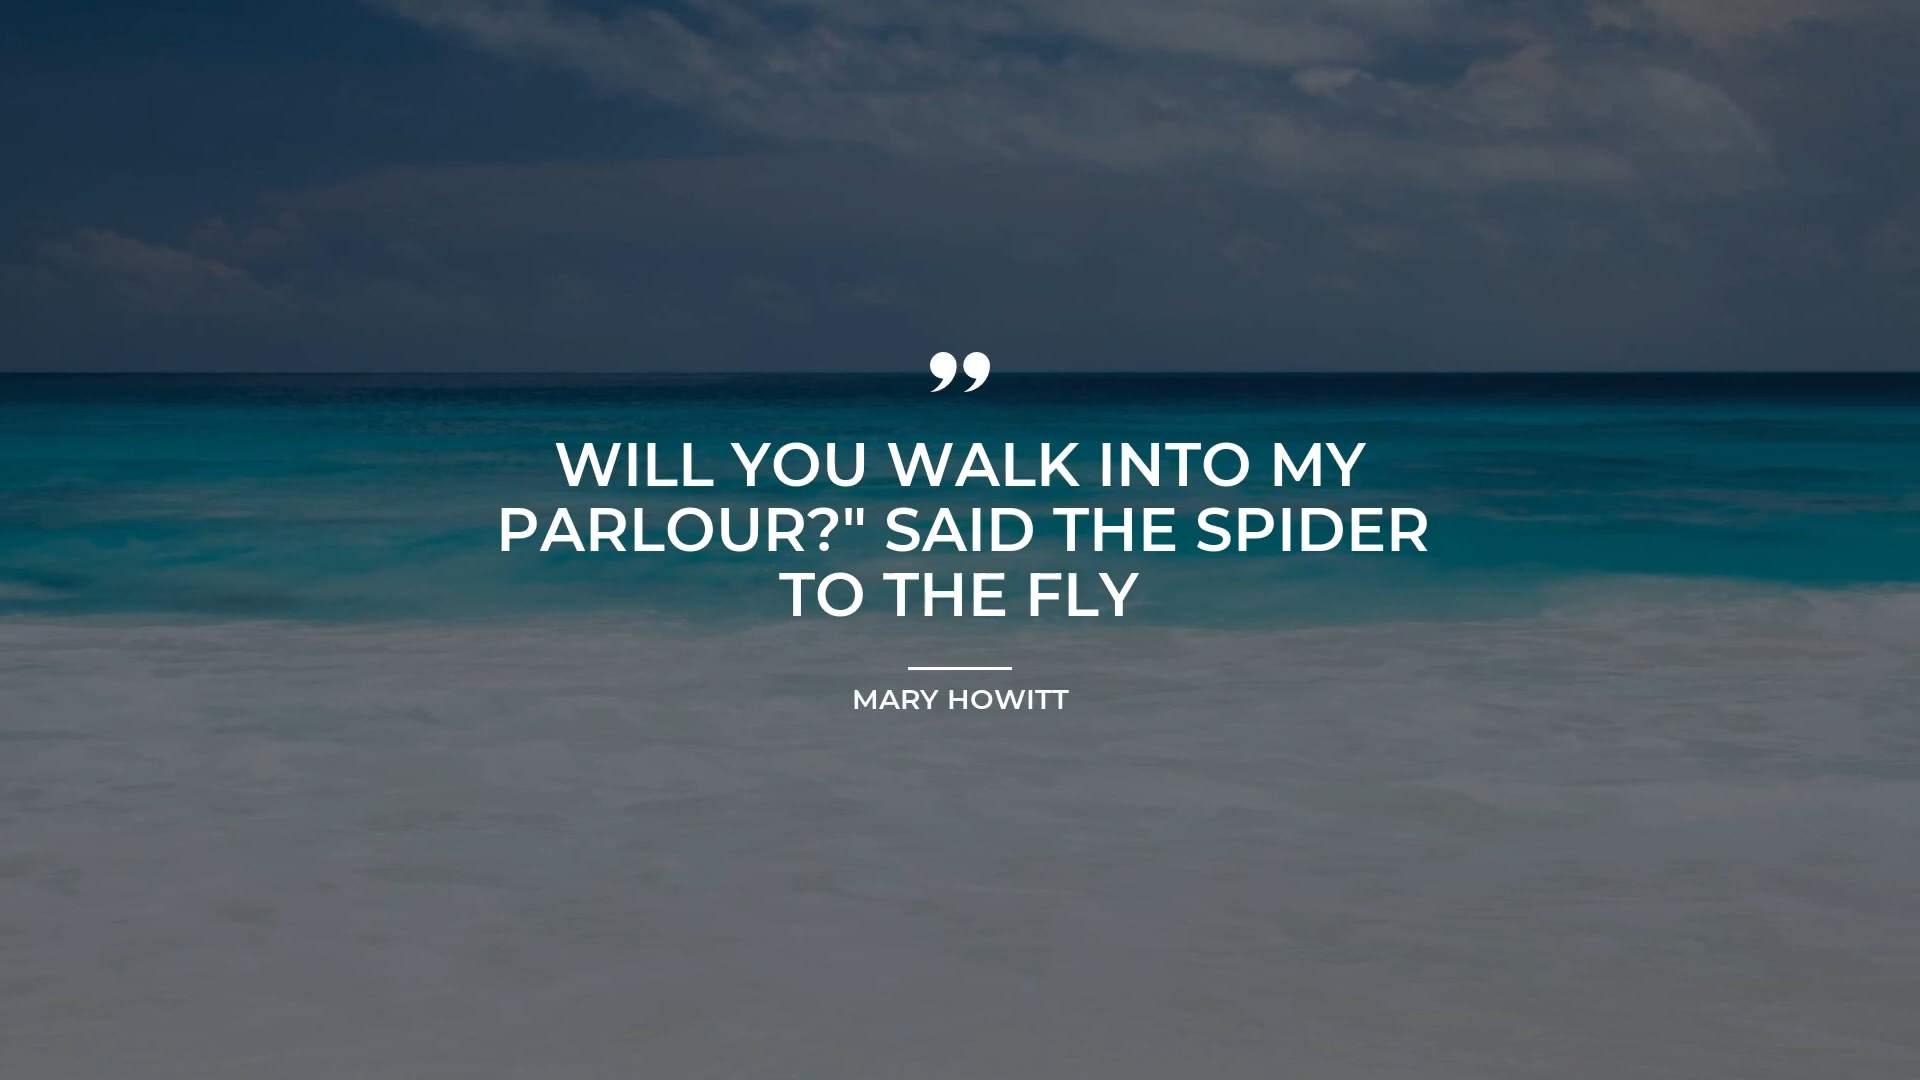 ”
WILL YOU WALK INTO MY
PARLOUR?" SAID THE SPIDER
TO THE FLY
MARY HOWITT